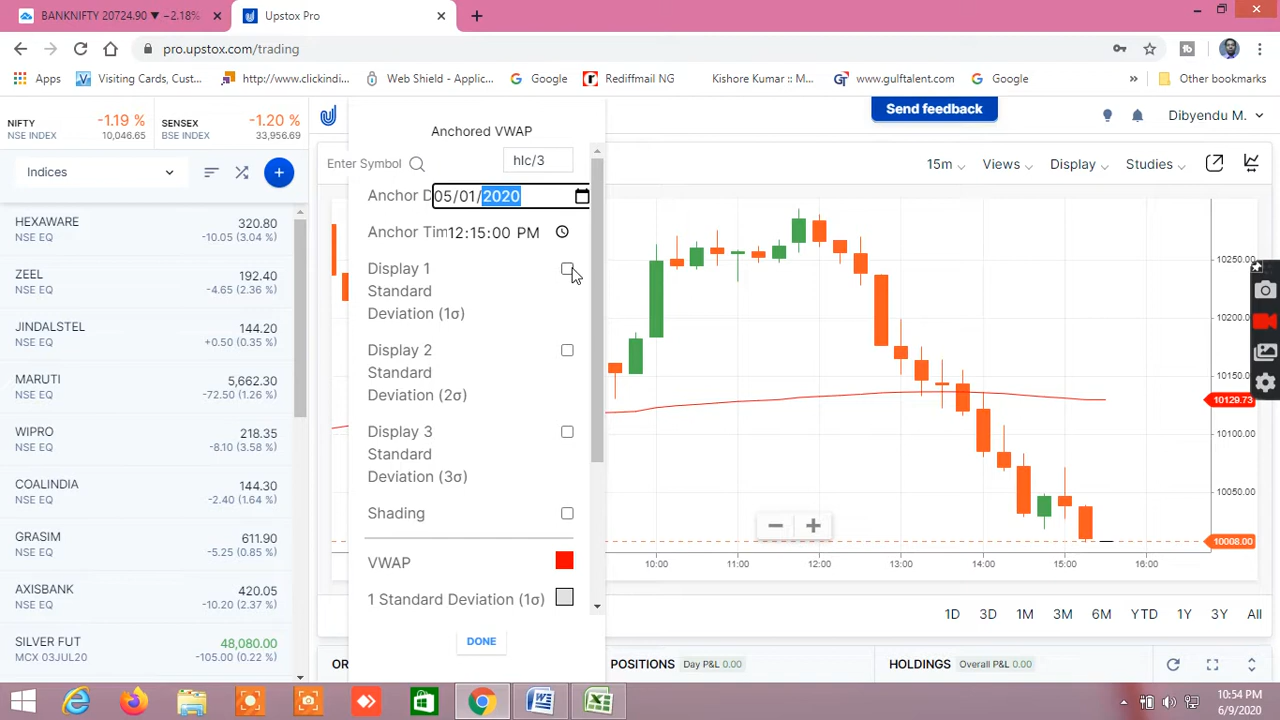 BANKNIFTY 20724.90 ▼ −2.18%
Upstox Pro
pro.upstox.com/trading
Apps
Visiting Cards, Cust...
http://www.clickindi...
Web Shield - Applic...
Google
Rediffmail NG
Kishore Kumar :: M...
www.gulftalent.com
Google
Other bookmarks
NIFTY
NSE INDEX
-1.19 %
10,046.65
SENSEX
BSE INDEX
-1.20 %
33,956.69
Send feedback
Dibyendu M.
Indices
Anchored VWAP
Enter Symbol
hlc/3
15m
Views
Display
Studies
Anchor D
05/01/2020
Anchor Tim
12:15:00 PM
Display 1
Standard
Deviation (1σ)
Display 2
Standard
Deviation (2σ)
Display 3
Standard
Deviation (3σ)
Shading
VWAP
1 Standard Deviation (1σ)
DONE
HEXAWARE
320.80
NSE EQ
-10.05 (3.04 %)
ZEEL
192.40
NSE EQ
-4.65 (2.36 %)
JINDALSTEL
144.20
NSE EQ
+0.50 (0.35 %)
MARUTI
5,662.30
NSE EQ
-72.50 (1.26 %)
WIPRO
218.35
NSE EQ
-8.10 (3.58 %)
COALINDIA
144.30
NSE EQ
-2.40 (1.64 %)
GRASIM
611.90
NSE EQ
-5.25 (0.85 %)
AXISBANK
420.05
NSE EQ
-10.20 (2.37 %)
SILVER FUT
48,080.00
MCX 03JUL20
-105.00 (0.22 %)
10250.00
10200.00
10150.00
10129.73
10100.00
10050.00
10008.00
10:00
11:00
12:00
13:00
14:00
15:00
16:00
1D
3D
1M
3M
6M
YTD
1Y
3Y
All
OR
POSITIONS
Day P&L 0.00
HOLDINGS
Overall P&L 0.00
10:54 PM
6/9/2020